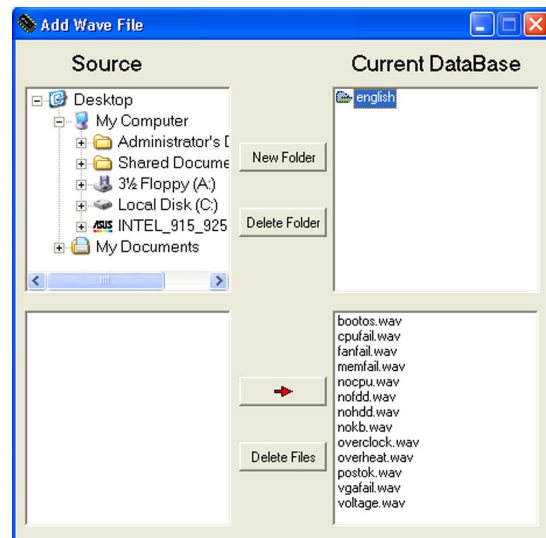 Add Wave File
Source
Current DataBase
Desktop
My Computer
Administrator's D
Shared Docume
3½ Floppy (A:)
Local Disk (C:)
ASUS INTEL_915_925
My Documents
english
New Folder
Delete Folder
Delete Files
bootos.wav
cpufail.wav
fanfail.wav
memfail.wav
nocpu.wav
nofdd.wav
nohdd.wav
nokb.wav
overclock.wav
overheat.wav
postok.wav
vgafail.wav
voltage.wav